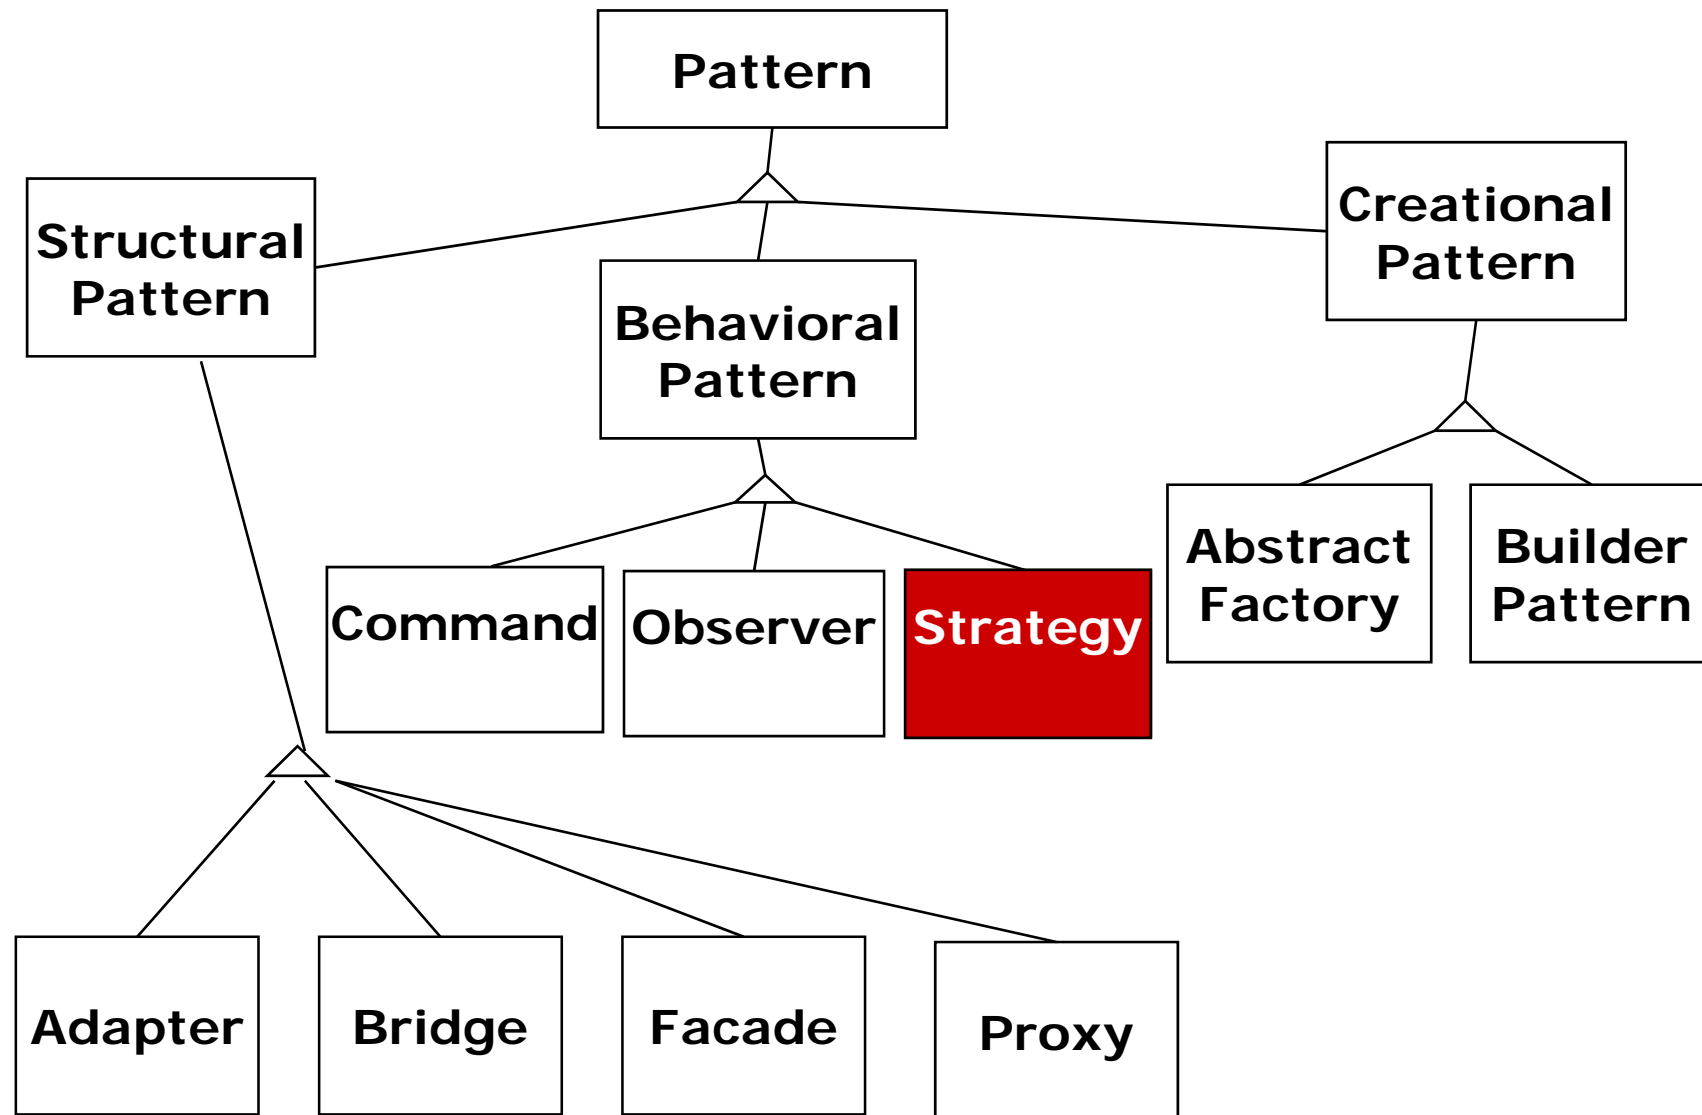 Pattern
Structural
Pattern
Behavioral
Pattern
Creational
Pattern
Command
Observer
Strategy
Abstract
Factory
Builder
Pattern
Adapter
Bridge
Facade
Proxy